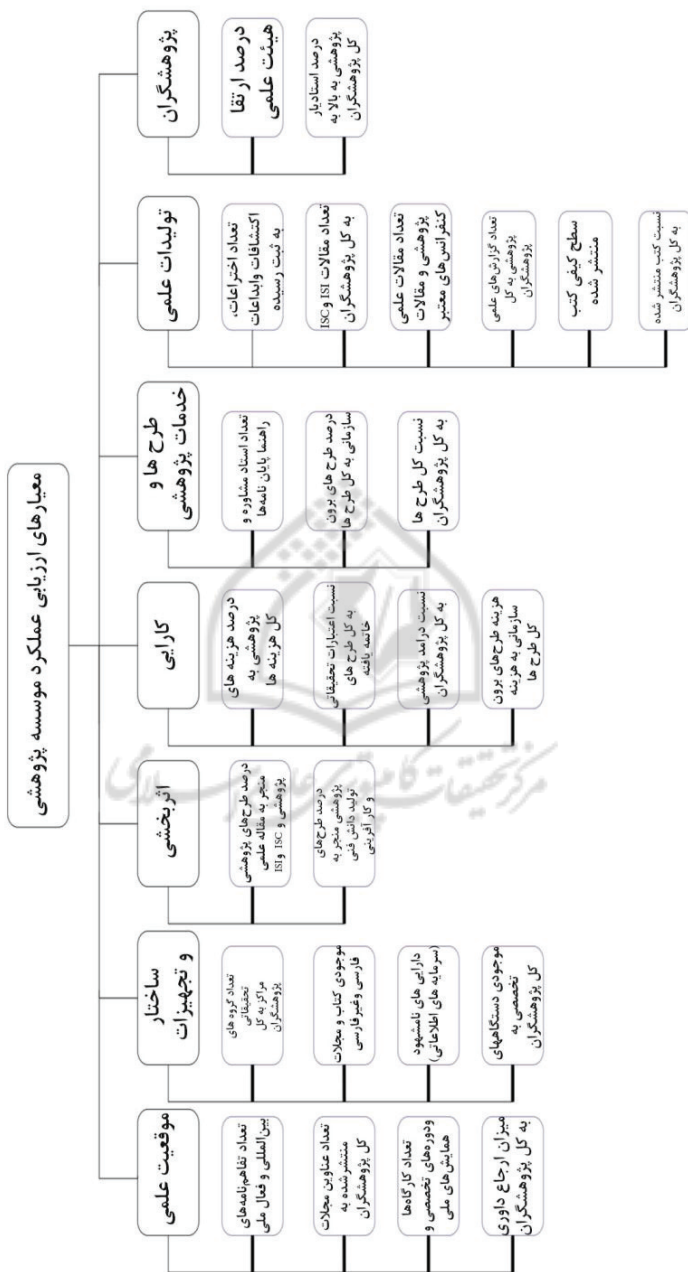 معیارهای ارزیابی عملکرد موسسه پژوهشی
پژوهشگران
درصد ارتقا
هیئت علمی
درصد استادیار
پژوهشی به بالا به
کل پژوهشگران
تولیدات علمی
تعداد اختراعات،
اکتشافات وابداعات
به ثبت رسیده
تعداد مقالات ISI و ISC
به کل پژوهشگران
تعداد مقالات علمی
پژوهشی و مقالات
کنفرانس‌های معتبر
تعداد گزارش‌های علمی
پژوهشی به کل
پژوهشگران
سطح کیفی کتب
منتشر شده
نسبت کتب منتشر شده
به کل پژوهشگران
طرح ها و
خدمات پژوهشی
تعداد استاد مشاوره و
راهنما پایان نامه‌ها
درصد طرح های برون
سازمانی به کل طرح ها
نسبت کل طرح ها
به کل پژوهشگران
کارایی
درصد هزینه های
پژوهشی به
کل هزینه ها
نسبت اعتبارات تحقیقاتی
به کل طرح های
خاتمه یافته
نسبت درامد پژوهشی
به کل پژوهشگران
هزینه طرح‌های برون
سازمانی به هزینه
کل طرح ها
اثربخشی
درصد طرح‌های پژوهشی
منجر به مقاله علمی
پژوهشی و ISC و ISI
درصد طرح‌های
پژوهشی منجر به
تولید دانش فنی
و کار آفرینی
ساختار
و تجهیزات
تعداد گروه های
تحقیقاتی
مراکز به کل
پژوهشگران
موجودی کتاب و مجلات
فارسی وغیرفارسی
دارایی های نامشهود
(سرمایه های اطلاعاتی)
موجودی دستگاههای
تخصصی به
کل پژوهشگران
موقعیت علمی
تعداد تفاهم‌نامه‌های
بین‌المللی و فعال ملی
تعداد عناوین مجلات
منتشرشده به
کل پژوهشگران
تعداد کارگاه‌ها
ودوره‌های تخصصی و
همایش‌های ملی
میزان ارجاع داوری
به کل پژوهشگران
مرکز تحقیقات کامپیوتری علوم اسلامی